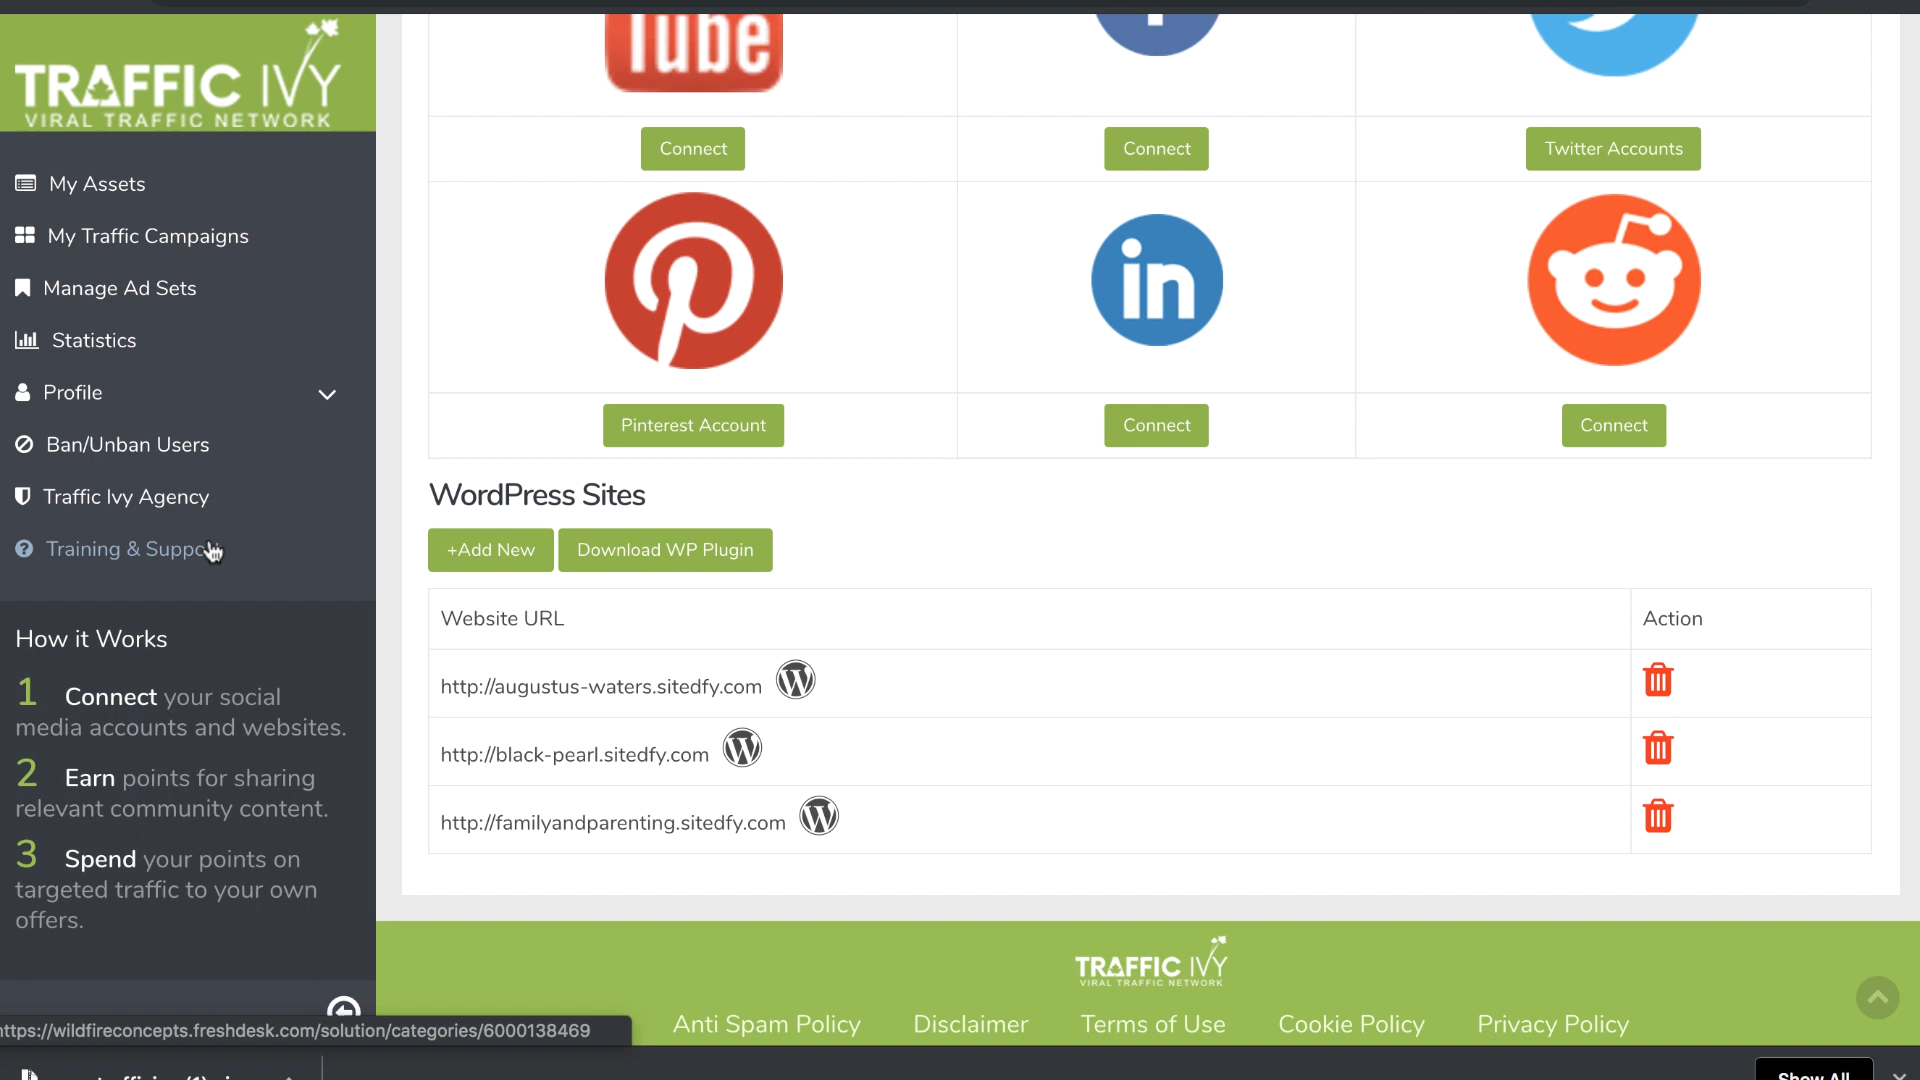 TRAFFIC IVY
VIRAL TRAFFIC NETWORK
My Assets
My Traffic Campaigns
Manage Ad Sets
Statistics
Profile
Ban/Unban Users
Traffic Ivy Agency
Training & Suppo
How it Works
1 Connect your social
media accounts and websites.
2 Earn points for sharing
relevant community content.
3 Spend your points on
targeted traffic to your own
offers.
Tube
Connect
Connect
Twitter Accounts
in
Pinterest Account
Connect
Connect
WordPress Sites
+Add New
Download WP Plugin
Website URL
Action
http://augustus-waters.sitedfy.com
http://black-pearl.sitedfy.com
http://familyandparenting.sitedfy.com
TRAFFIC IVY
VIRAL TRAFFIC NETWORK
Anti Spam Policy
Disclaimer
Terms of Use
Cookie Policy
Privacy Policy
ttps://wildfireconcepts.freshdesk.com/solution/categories/6000138469
Show All